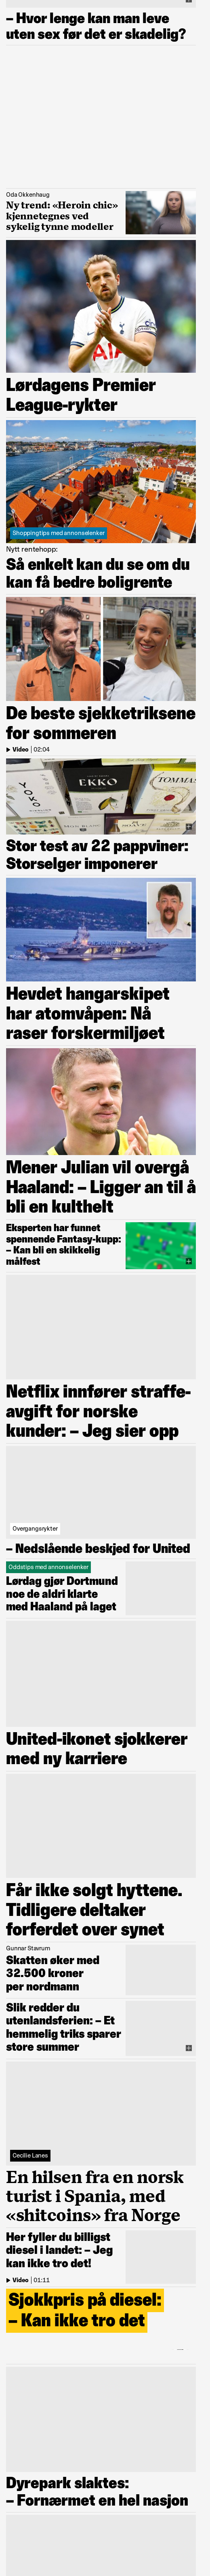 – Hvor lenge kan man leve
uten sex før det er skadelig?
Oda Okkenhaug
Ny trend: «Heroin chic»
kjennetegnes ved
sykelig tynne modeller
Lørdagens Premier
League-rykter
Shoppingtips med annonselenker
Nytt rentehopp:
Så enkelt kan du se om du
kan få bedre boligrente
De beste sjekketriksene
for sommeren
Video | 02:04
YOKO
EKKO
TOMMA
Stor test av 22 pappviner:
Storselger imponerer
Hevdet hangarskipet
har atomvåpen: Nå
raser forskermiljøet
Mener Julian vil overgå
Haaland: – Ligger an til å
bli en kulthelt
Eksperten har funnet
spennende Fantasy-kupp:
– Kan bli en skikkelig
målfest
Netflix innfører straffe-
avgift for norske
kunder: – Jeg sier opp
Overgangsrykter
– Nedslående beskjed for United
Oddstips med annonselenker
Lørdag gjør Dortmund
noe de aldri klarte
med Haaland på laget
United-ikonet sjokkerer
med ny karriere
Får ikke solgt hyttene.
Tidligere deltaker
forferdet over synet
Gunnar Stavrum
Skatten øker med
32.500 kroner
per nordmann
Slik redder du
utenlandsferien: – Et
hemmelig triks sparer
store summer
Cecilie Lanes
En hilsen fra en norsk
turist i Spania, med
«shitcoins» fra Norge
Her fyller du billigst
diesel i landet: – Jeg
kan ikke tro det!
Video | 01:11
Sjokkpris på diesel:
– Kan ikke tro det
Dyrepark slaktes:
– Fornærmet en hel nasjon